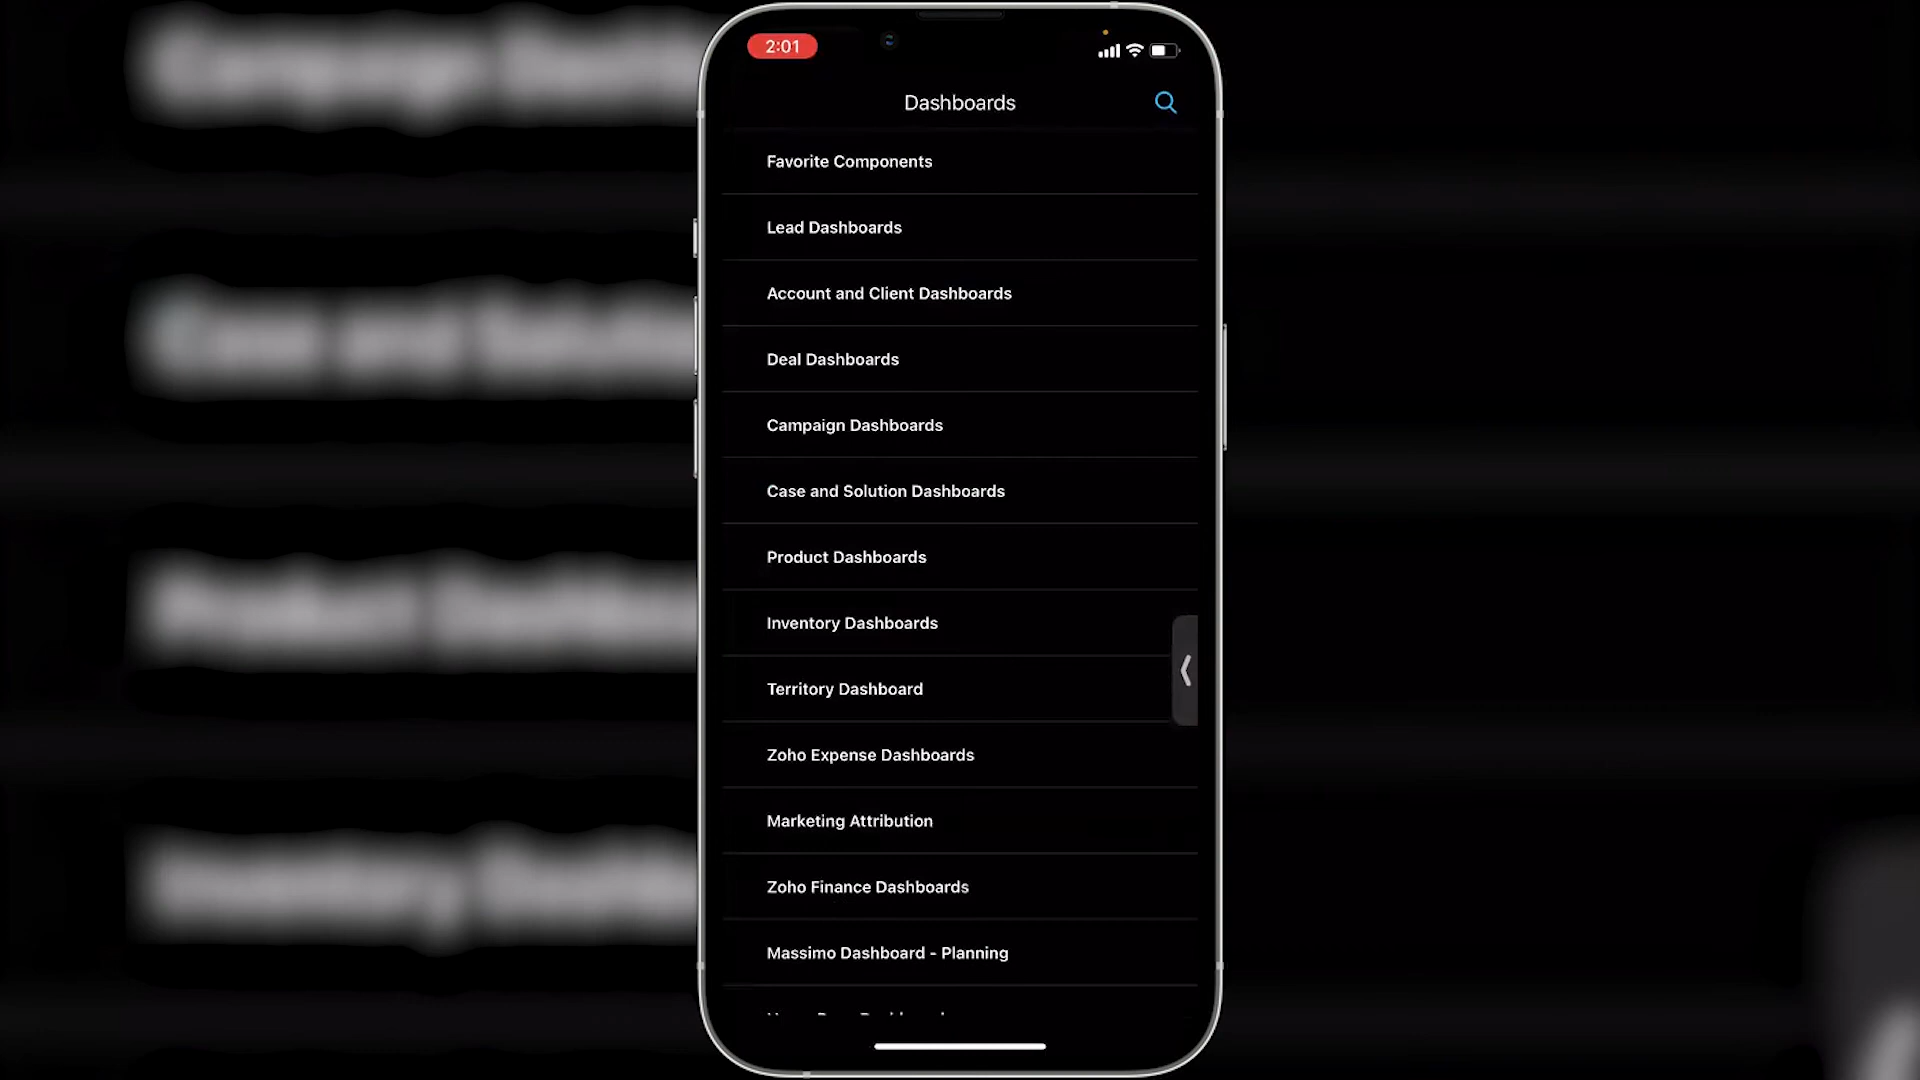 2:01
Dashboards
Favorite Components
Lead Dashboards
Account and Client Dashboards
Deal Dashboards
Campaign Dashboards
Case and Solution Dashboards
Product Dashboards
Inventory Dashboards
Territory Dashboard
Zoho Expense Dashboards
Marketing Attribution
Zoho Finance Dashboards
Massimo Dashboard - Planning